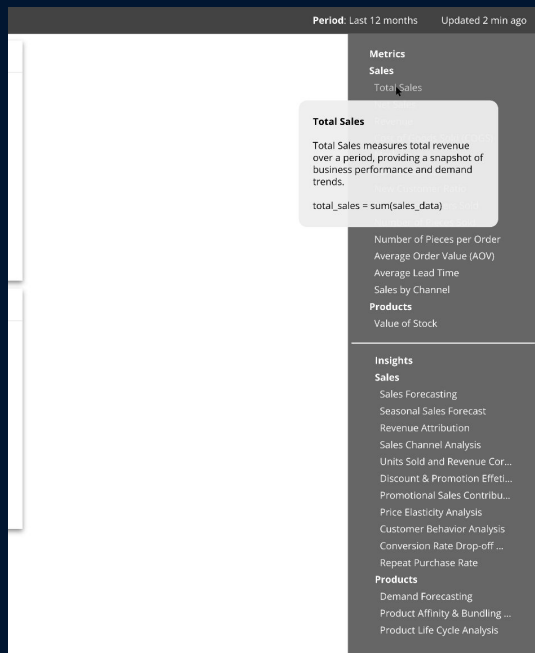 Period: Last 12 months Updated 2 min ago
Metrics
Sales
Total Sales
Total Sales
Total Sales measures total revenue
over a period, providing a snapshot of
business performance and demand
trends.
total_sales = sum(sales_data)
Number of Pieces per Order
Average Order Value (AOV)
Average Lead Time
Sales by Channel
Products
Value of Stock
Insights
Sales
Sales Forecasting
Seasonal Sales Forecast
Revenue Attribution
Sales Channel Analysis
Units Sold and Revenue Cor...
Discount & Promotion Effeti...
Promotional Sales Contribu...
Price Elasticity Analysis
Customer Behavior Analysis
Conversion Rate Drop-off ...
Repeat Purchase Rate
Products
Demand Forecasting
Product Affinity & Bundling ...
Product Life Cycle Analysis